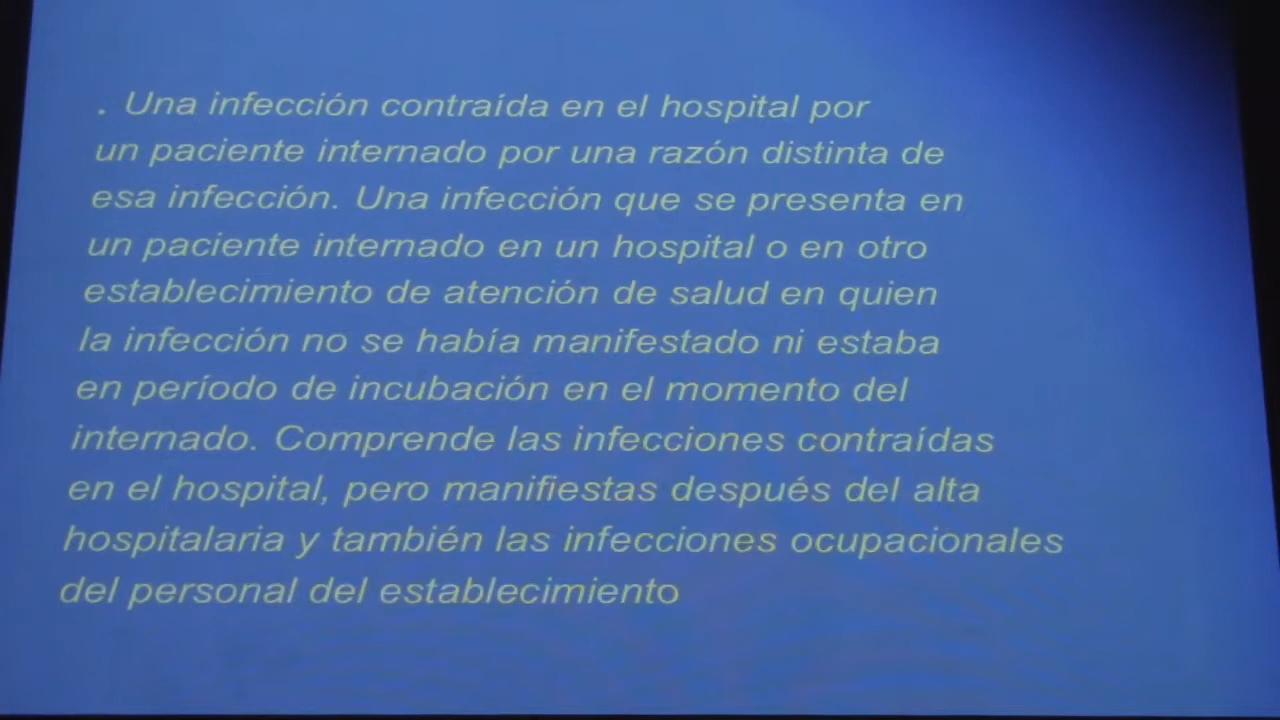 . Una infección contraída en el hospital por
un paciente internado por una razón distinta de
esa infección. Una infección que se presenta en
un paciente internado en un hospital o en otro
establecimiento de atención de salud en quien
la infección no se había manifestado ni estaba
en período de incubación en el momento del
internado. Comprende las infecciones contraídas
en el hospital, pero manifiestas después del alta
hospitalaria y también las infecciones ocupacionales
del personal del establecimiento